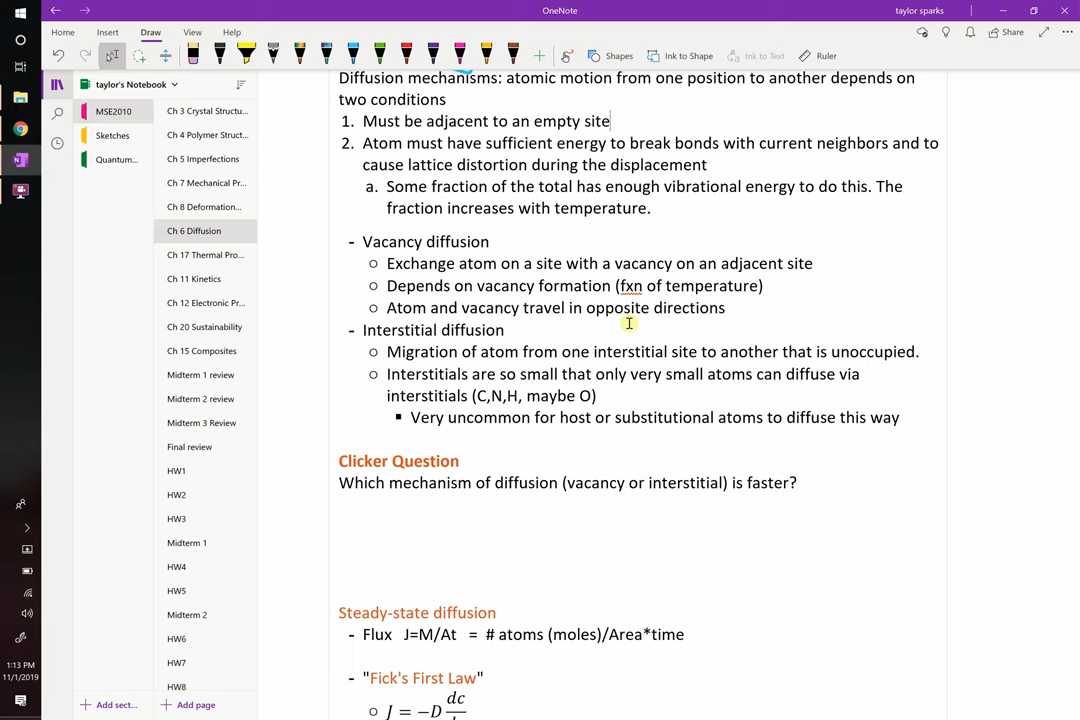 OneNote
taylor sparks
Home
Insert
Draw
View
Help
Share
Shapes
Ink to Shape
Ink to Text
Ruler
taylor's Notebook
MSE2010
Sketches
Quantum...
Ch 3 Crystal Structu...
Ch 4 Polymer Struct...
Ch 5 Imperfections
Ch 7 Mechanical Pr...
Ch 8 Deformation...
Ch 6 Diffusion
Ch 17 Thermal Pro...
Ch 11 Kinetics
Ch 12 Electronic Pr...
Ch 20 Sustainability
Ch 15 Composites
Midterm 1 review
Midterm 2 review
Midterm 3 Review
Final review
HW1
HW2
HW3
Midterm 1
HW4
HW5
Midterm 2
HW6
HW7
HW8
Add sect...
Add page
Diffusion mechanisms: atomic motion from one position to another depends on
two conditions
1. Must be adjacent to an empty site
2. Atom must have sufficient energy to break bonds with current neighbors and to
cause lattice distortion during the displacement
a. Some fraction of the total has enough vibrational energy to do this. The
fraction increases with temperature.
- Vacancy diffusion
Exchange atom on a site with a vacancy on an adjacent site
Depends on vacancy formation (fxn of temperature)
Atom and vacancy travel in opposite directions
- Interstitial diffusion
Migration of atom from one interstitial site to another that is unoccupied.
Interstitials are so small that only very small atoms can diffuse via
interstitials (C,N,H, maybe O)
Very uncommon for host or substitutional atoms to diffuse this way
Clicker Question
Which mechanism of diffusion (vacancy or interstitial) is faster?
Steady-state diffusion
- Flux J=M/At = # atoms (moles)/Area*time
- "Fick's First Law"
J = −D dc
1:13 PM
11/1/2019